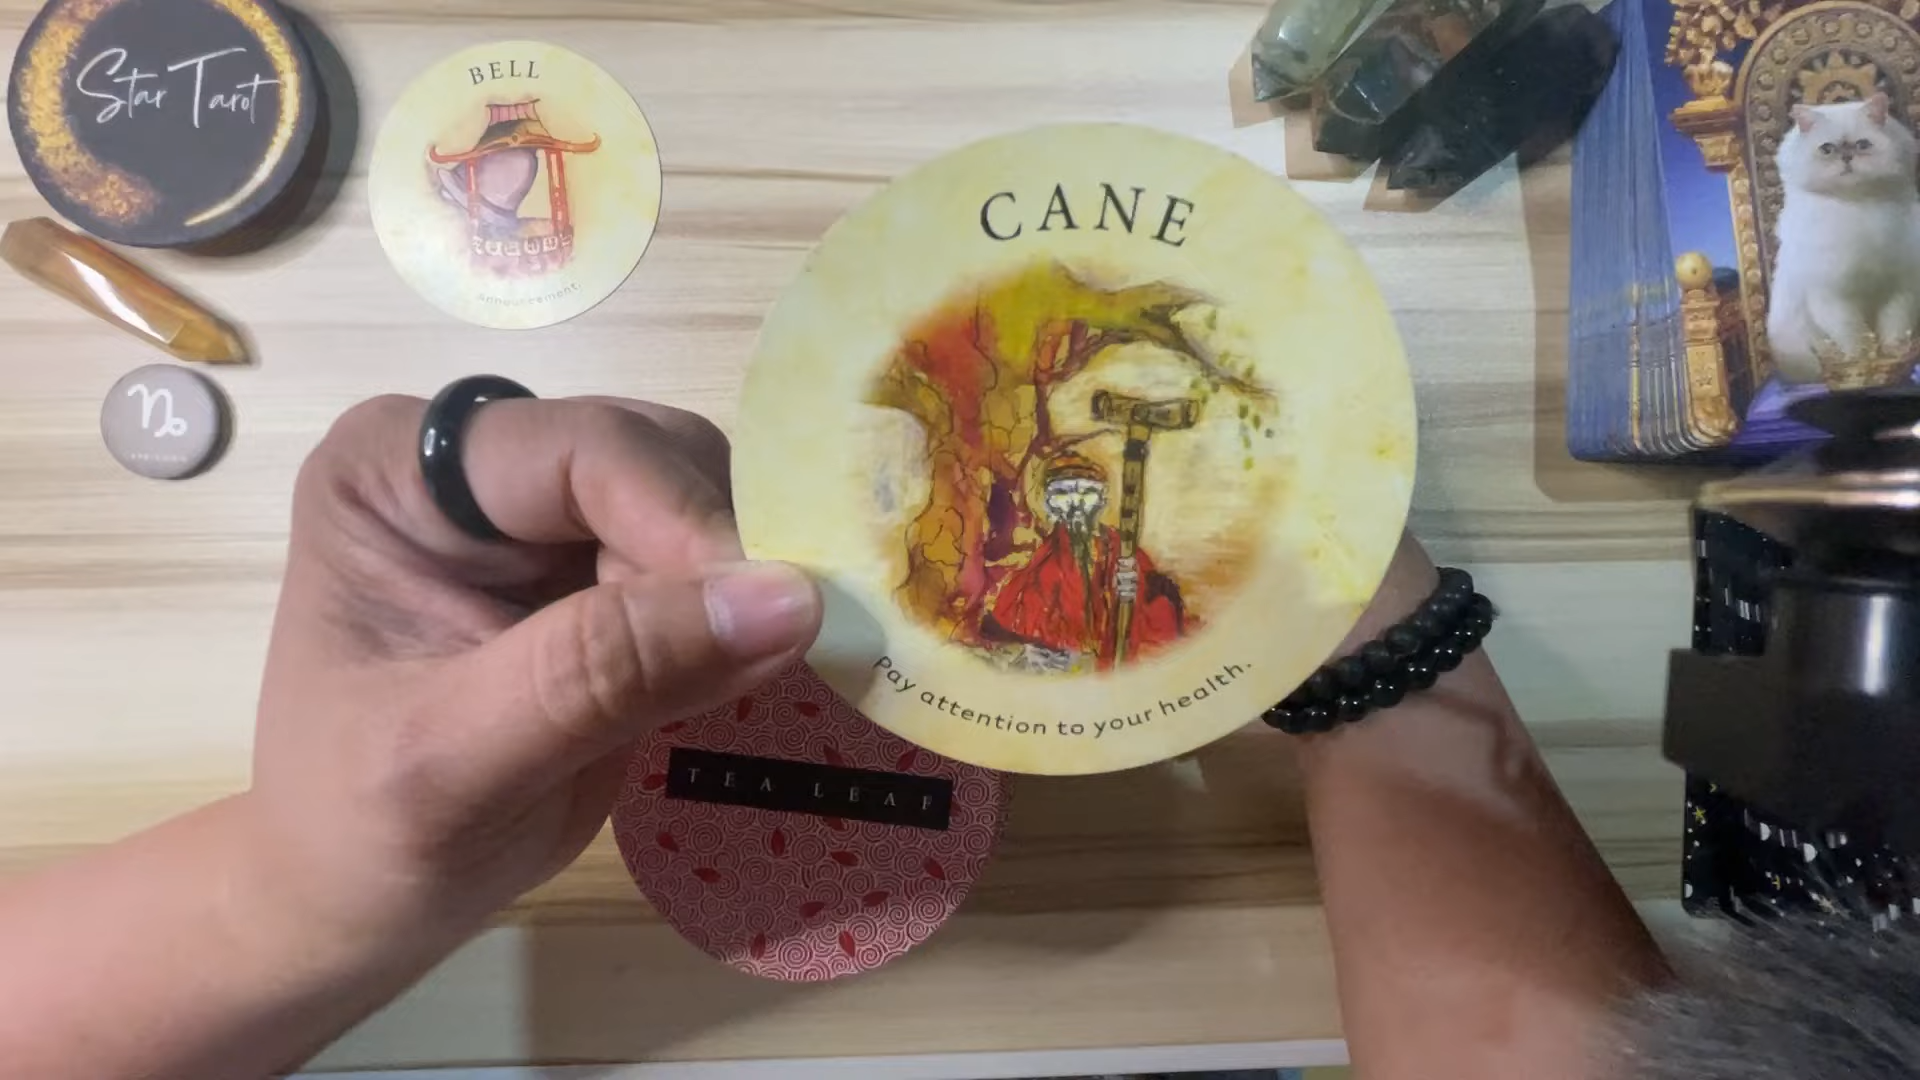 Star Tarot
BELL
announcement.
CANE
Pay attention to your health.
TEA LEAF